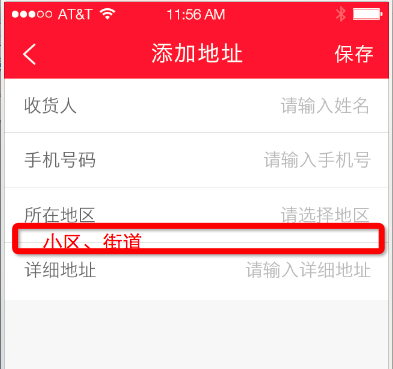 AT&T 11:56 AM
添加地址 保存
收货人 请输入姓名
手机号码 请输入手机号
所在地区 请选择地区
小区、街道
详细地址 请输入详细地址